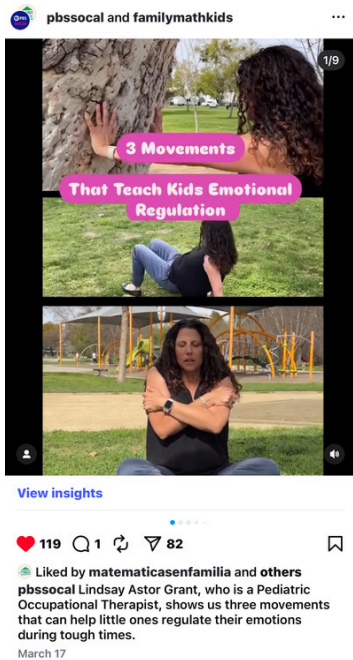 pbssocal and familymathkids
PBS
1/9
3 Movements
That Teach Kids Emotional
Regulation
View insights
119 1 82
Liked by matematicasenfamilia and others
pbssocal Lindsay Astor Grant, who is a Pediatric
Occupational Therapist, shows us three movements
that can help little ones regulate their emotions
during tough times.
March 17